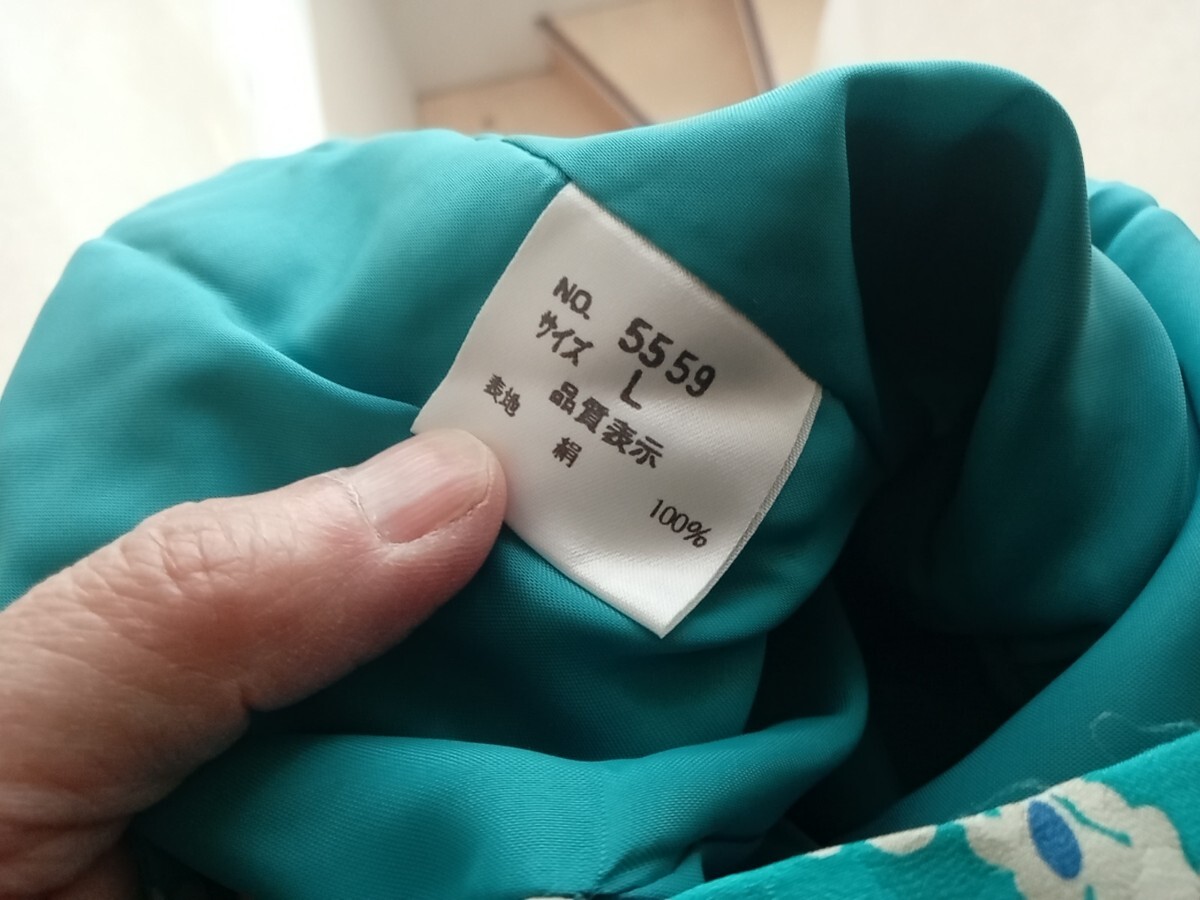 NO. 5559
サイズ L
品質表示
表地 絹 100%